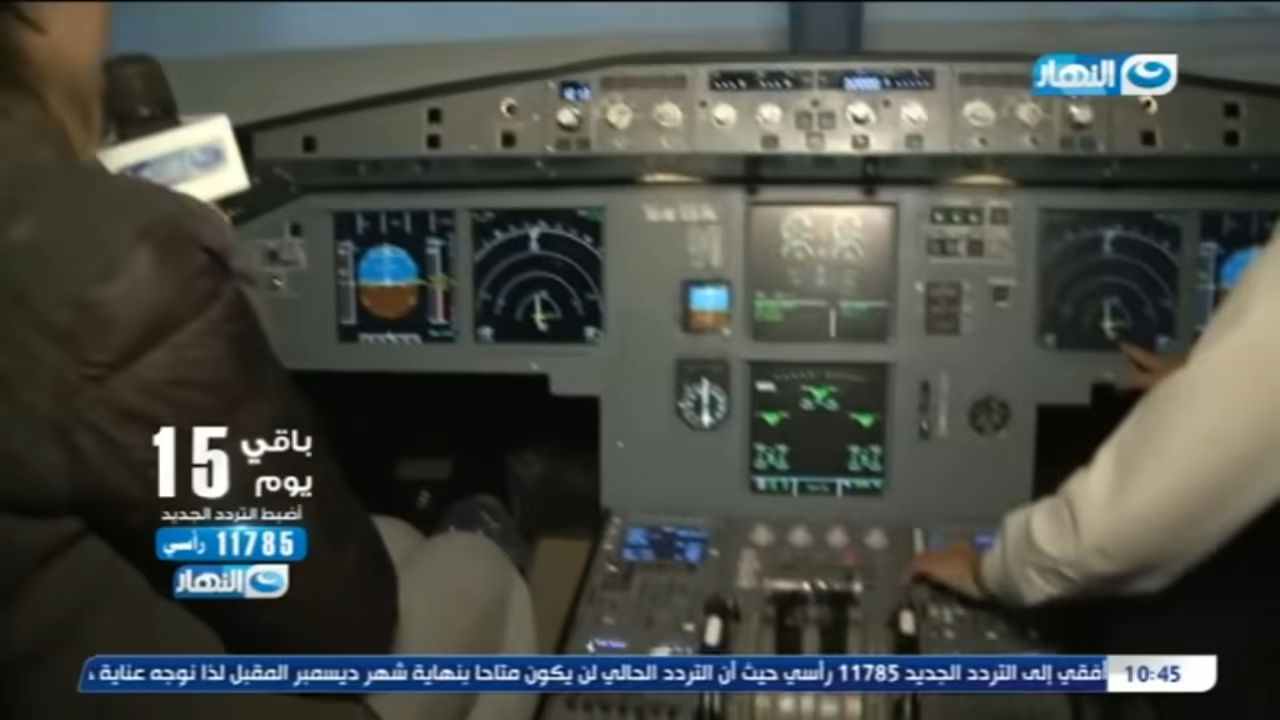 النهار
باقي 15 يوم
أضبط التردد الجديد
11785 رأسي
النهار
10:45 أفقي إلى التردد الجديد 11785 رأسي حيث أن التردد الحالي لن يكون متاحا بنهاية شهر ديسمبر المقبل لذا نوجه عناية